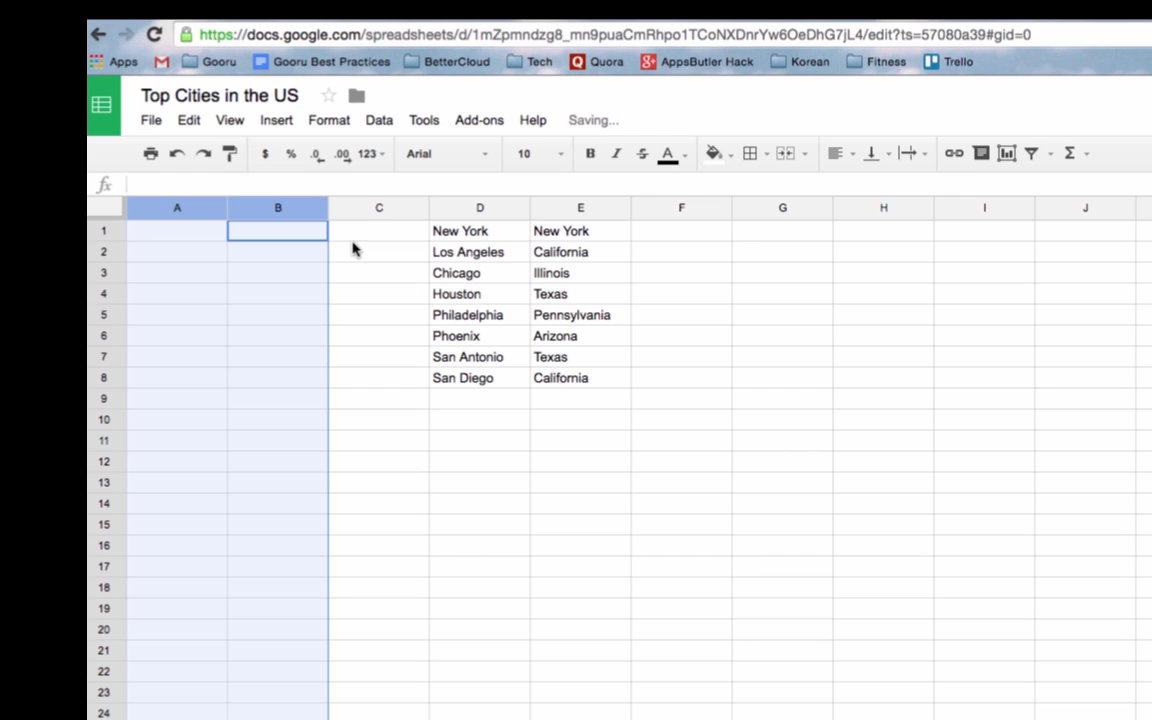 https://docs.google.com/spreadsheets/d/1mZpmndzg8_mn9puaCmRhpo1TCoNXDnrYw6OeDhG7jL4/edit?ts=57080a39#gid=0
Apps Gooru Gooru Best Practices BetterCloud Tech Quora AppsButler Hack Korean Fitness Trello
Top Cities in the US
File Edit View Insert Format Data Tools Add-ons Help Saving...
$ % .0 .00 123 Arial 10 B I S A Σ
fx
A B C D E F G H I J
1 New York New York
2 Los Angeles California
3 Chicago Illinois
4 Houston Texas
5 Philadelphia Pennsylvania
6 Phoenix Arizona
7 San Antonio Texas
8 San Diego California
9
10
11
12
13
14
15
16
17
18
19
20
21
22
23
24